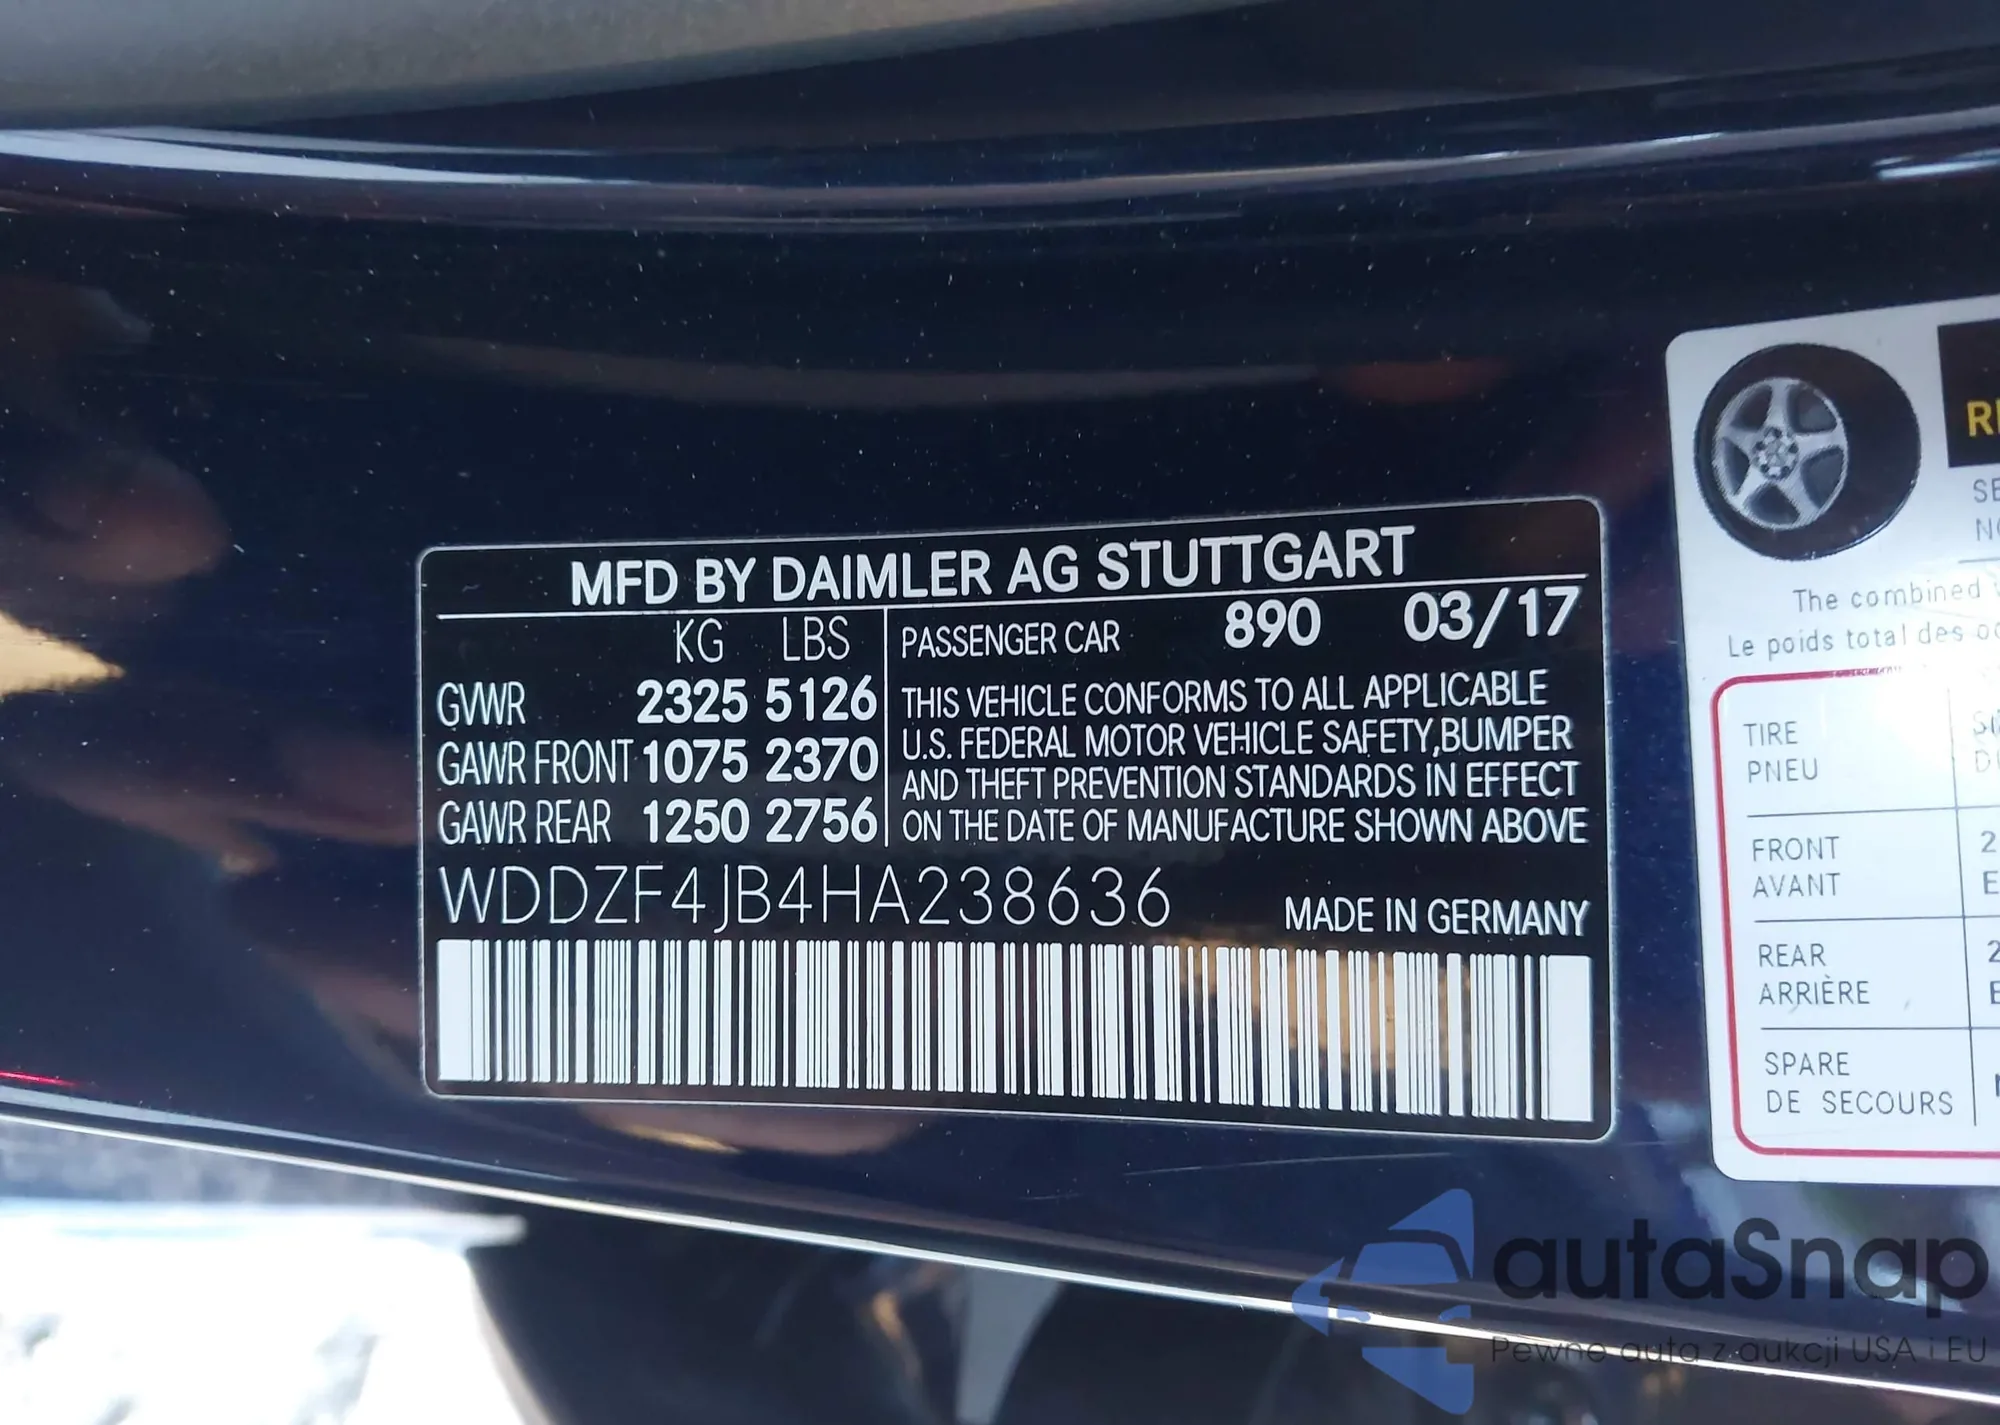 MFD BY DAIMLER AG STUTTGART
KG LBS
GVWR 2325 5126
GAWR FRONT 1075 2370
GAWR REAR 1250 2756
PASSENGER CAR 890 03/17
THIS VEHICLE CONFORMS TO ALL APPLICABLE
U.S. FEDERAL MOTOR VEHICLE SAFETY,BUMPER
AND THEFT PREVENTION STANDARDS IN EFFECT
ON THE DATE OF MANUFACTURE SHOWN ABOVE
WDDZF4JB4HA238636
MADE IN GERMANY
The combined
Le poids total des
TIRE
PNEU
FRONT
AVANT
REAR
ARRIÈRE
SPARE
DE SECOURS
autaSnap
Pewne auta z aukcji USA i EU